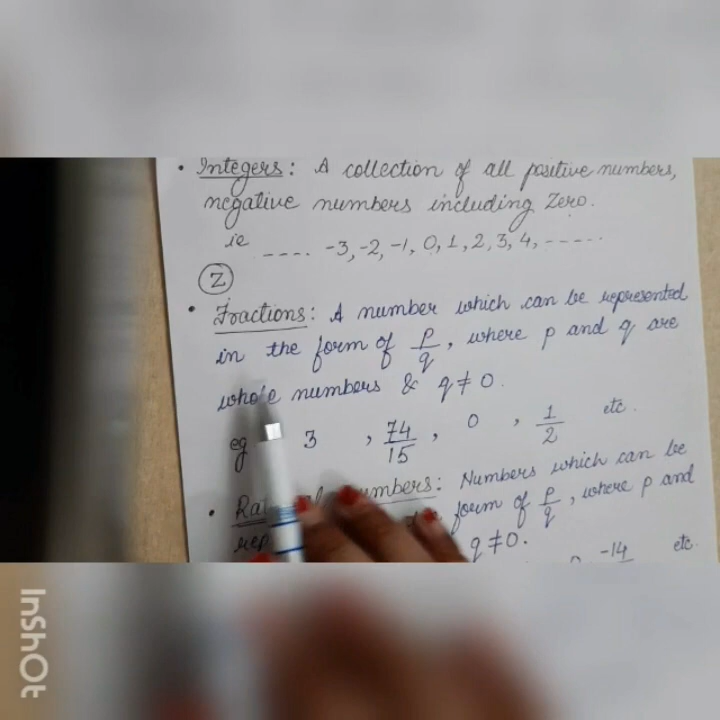 • Integers: A collection of all positive numbers,
negative numbers including Zero.
ie ---- -3, -2, -1, 0, 1, 2, 3, 4, -----
Z
• Fractions: A number which can be represented
in the form of p/q, where p and q are
whole numbers & q ≠ 0.
eg 3, 74/15, 0, 1/2 etc.
• numbers: Numbers which can be
form of p/q, where p and
q ≠ 0.
-14 etc.
InShOt